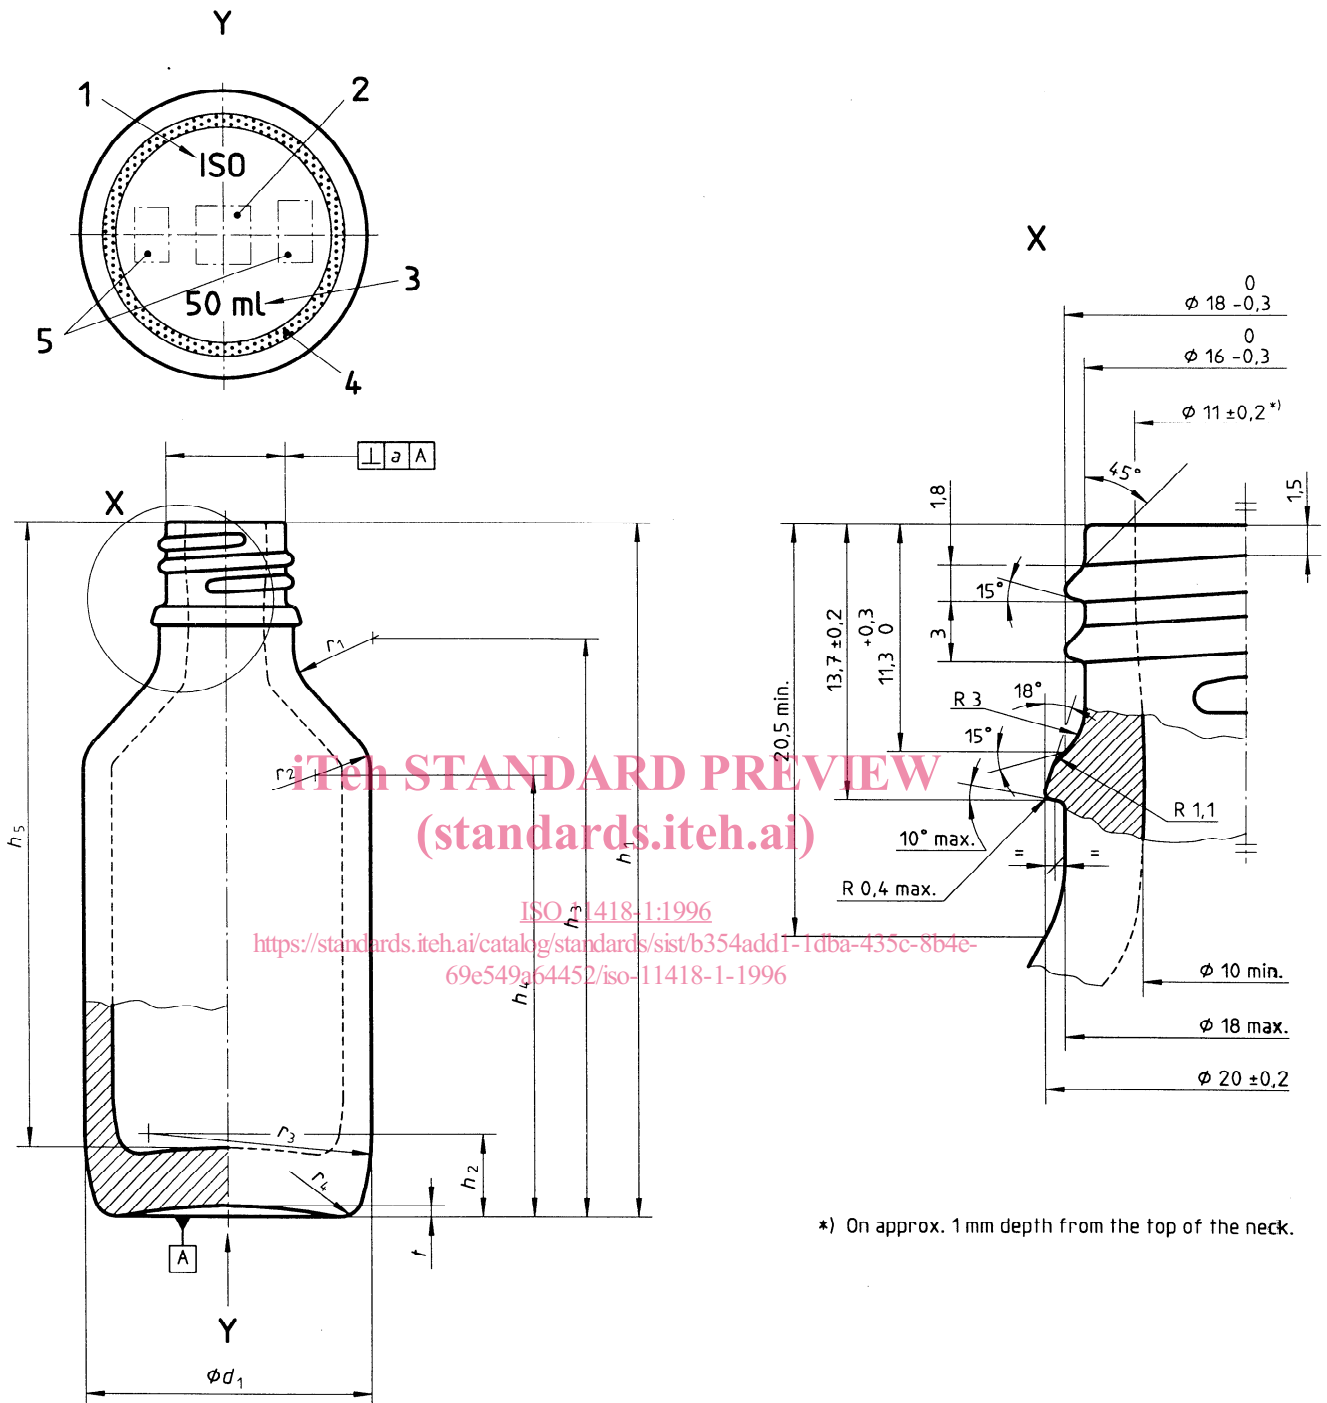 Y
1
2
ISO
3
50 ml
5
4
X
0
φ 18 -0,3
0
φ 16 -0,3
φ 11 ±0,2 *)
⊥ a A
45°
X
1,8
1,5
15°
3
13,7 ±0,2
+0,3
11,3 0
20,5 min.
r1
18°
R 3
15°
r2
iTeh STANDARD PREVIEW
h5
R 1,1
(standards.iteh.ai)
h1
10° max.
= =
R 0,4 max.
ISO 11418-1:1996
h3
https://standards.iteh.ai/catalog/standards/sist/b354add1-1dba-435c-8b4e-
69e549a64452/iso-11418-1-1996
h4
φ 10 min.
φ 18 max.
φ 20 ±0,2
r3
r4
h2
t
A
*) On approx. 1 mm depth from the top of the neck.
Y
φd1